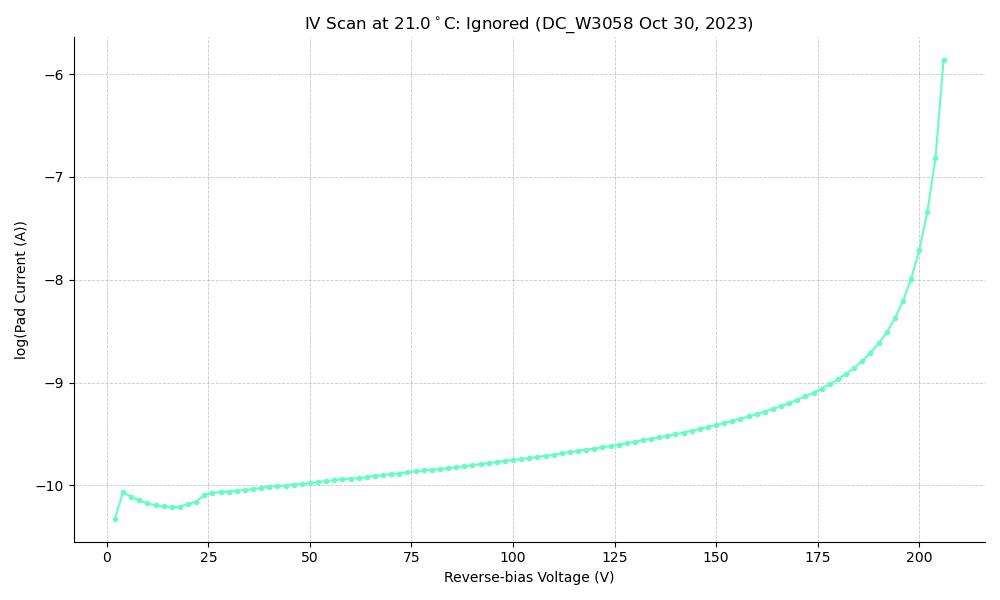 IV Scan at 21.0°C: Ignored (DC_W3058 Oct 30, 2023)
log(Pad Current (A))
−6
−7
−8
−9
−10
0 25 50 75 100 125 150 175 200
Reverse-bias Voltage (V)